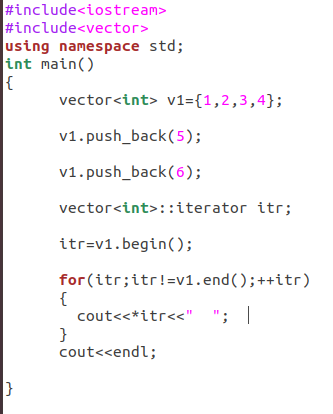 #include<iostream>
#include<vector>
using namespace std;
int main()
{
vector<int> v1={1,2,3,4};
v1.push_back(5);
v1.push_back(6);
vector<int>::iterator itr;
itr=v1.begin();
for(itr;itr!=v1.end();++itr)
{
cout<<*itr<<"  ";
}
cout<<endl;
}